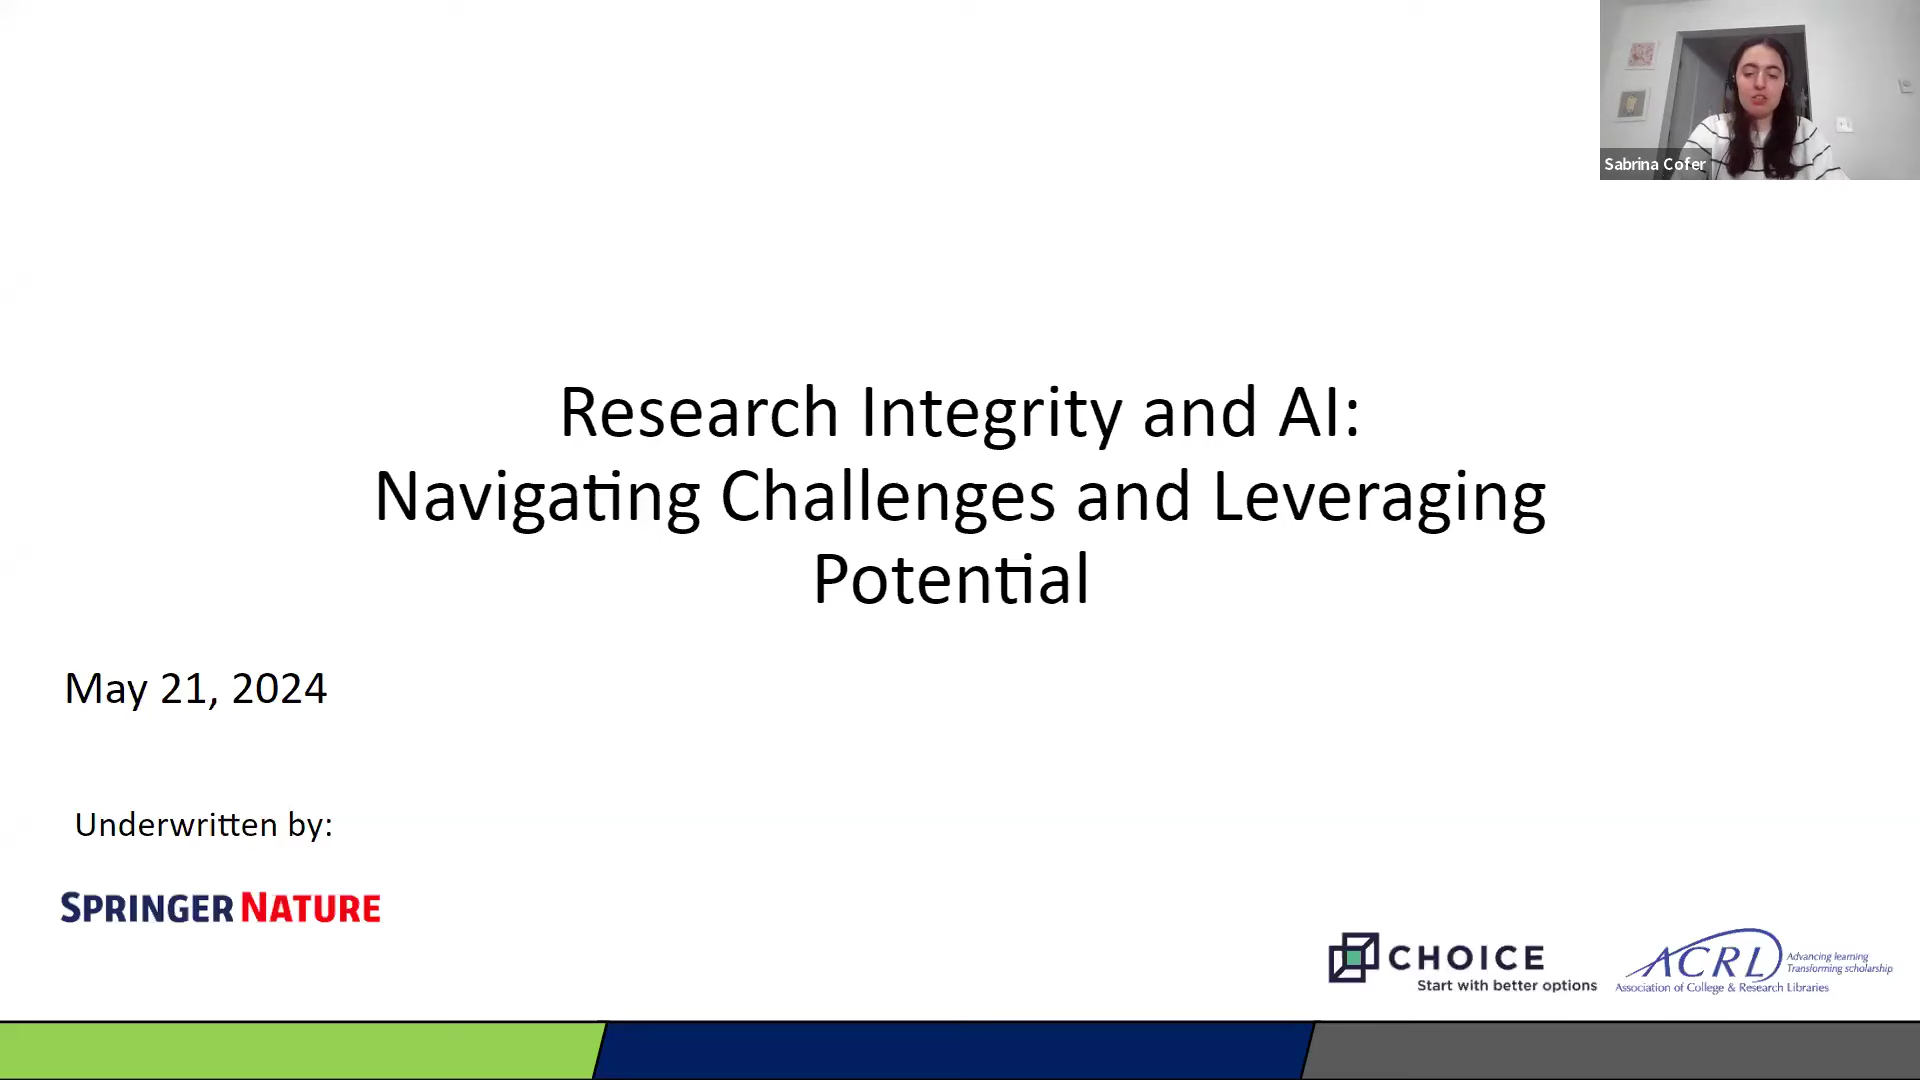 Sabrina Cofer
Research Integrity and AI:
Navigating Challenges and Leveraging
Potential
May 21, 2024
Underwritten by:
SPRINGER NATURE
CHOICE
Start with better options
ACRL
Advancing learning
Transforming scholarship
Association of College & Research Libraries